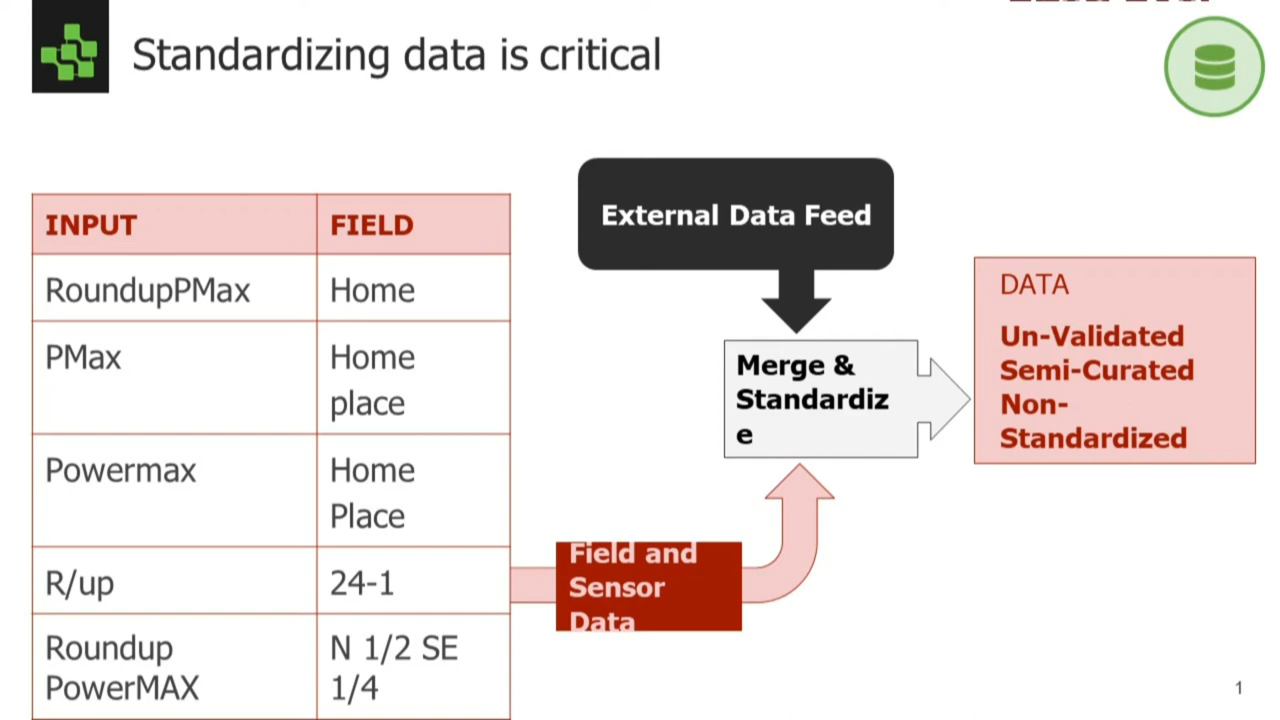 Standardizing data is critical
INPUT FIELD
RoundupPMax Home
PMax Home
place
Powermax Home
Place
R/up 24-1
Roundup N 1/2 SE
PowerMAX 1/4
External Data Feed
Merge &
Standardiz
e
Field and
Sensor
Data
DATA
Un-Validated
Semi-Curated
Non-
Standardized
1